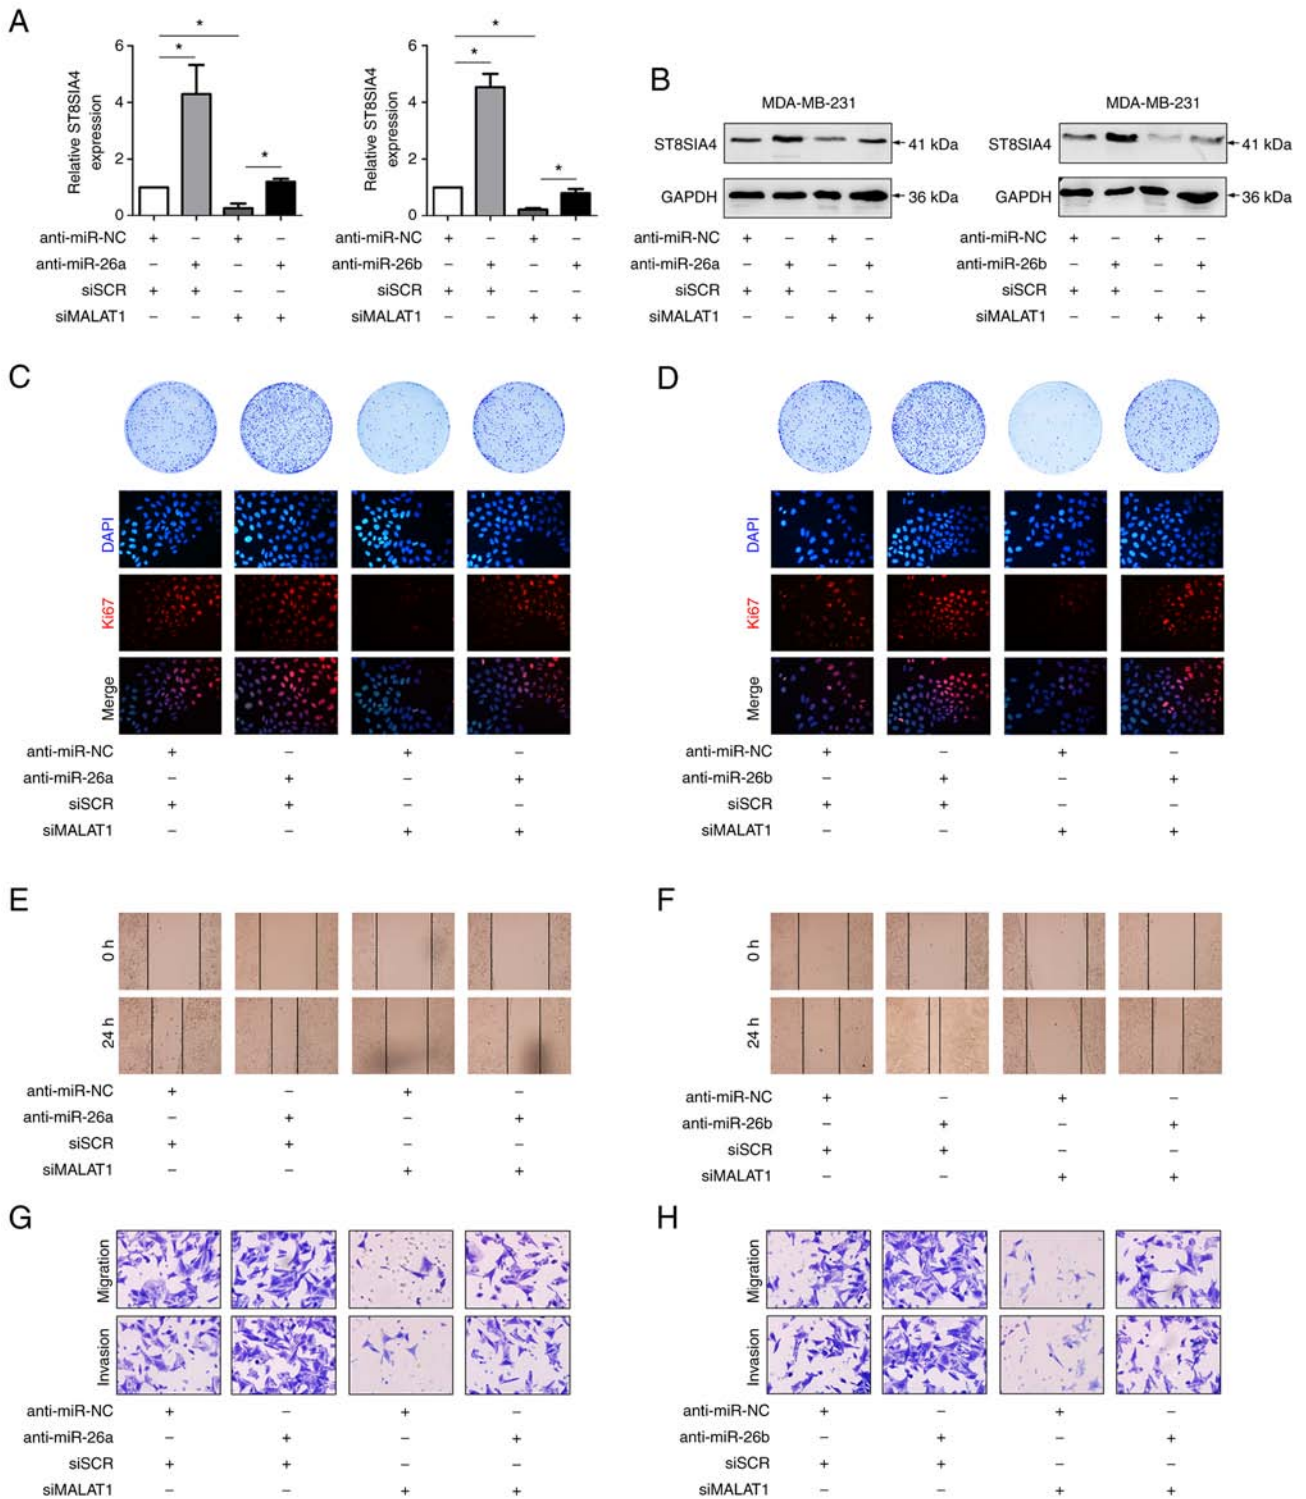 A
B
* *
* *
* *
6 6
4 4
2 2
0 0
Relative ST8SIA4 expression
Relative ST8SIA4 expression
anti-miR-NC + − + −
anti-miR-26a − + − +
siSCR + + − −
siMALAT1 − − + +
anti-miR-NC + − + −
anti-miR-26b − + − +
siSCR + + − −
siMALAT1 − − + +
MDA-MB-231
ST8SIA4 41 kDa
GAPDH 36 kDa
anti-miR-NC + − + −
anti-miR-26a − + − +
siSCR + + − −
siMALAT1 − − + +
MDA-MB-231
ST8SIA4 41 kDa
GAPDH 36 kDa
anti-miR-NC + − + −
anti-miR-26b − + − +
siSCR + + − −
siMALAT1 − − + +
C
DAPI
Ki67
Merge
anti-miR-NC + − + −
anti-miR-26a − + − +
siSCR + + − −
siMALAT1 − − + +
D
DAPI
Ki67
Merge
anti-miR-NC + − + −
anti-miR-26b − + − +
siSCR + + − −
siMALAT1 − − + +
E
0 h
24 h
anti-miR-NC + − + −
anti-miR-26a − + − +
siSCR + + − −
siMALAT1 − − + +
F
0 h
24 h
anti-miR-NC + − + −
anti-miR-26b − + − +
siSCR + + − −
siMALAT1 − − + +
G
Migration
Invasion
anti-miR-NC + − + −
anti-miR-26a − + − +
siSCR + + − −
siMALAT1 − − + +
H
Migration
Invasion
anti-miR-NC + − + −
anti-miR-26b − + − +
siSCR + + − −
siMALAT1 − − + +